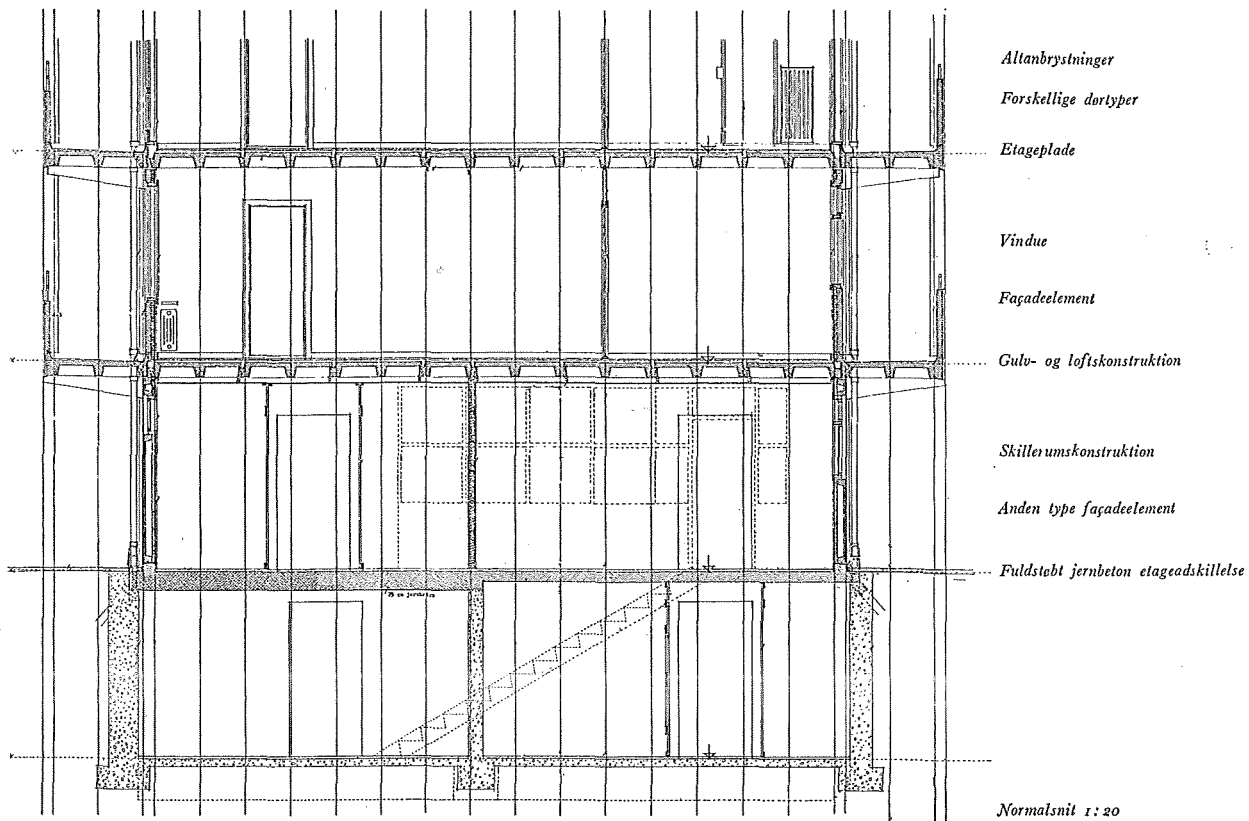 Altanbrystninger
Forskellige dørtyper
Etageplade
Vindue
Façadeelement
Gulv- og loftskonstruktion
Skillerumskonstruktion
Anden type façadeelement
Fuldstøbt jernbeton etageadskillelse
Normalsnit 1:20